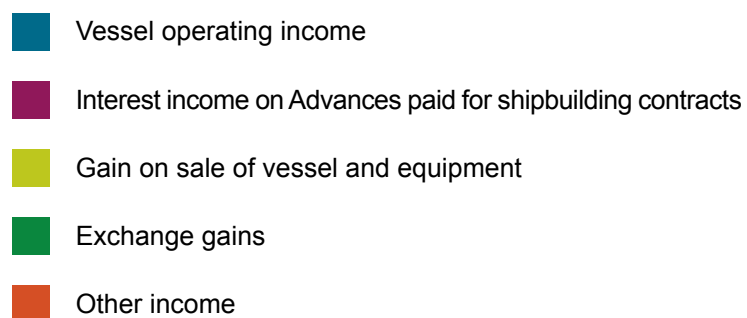 Vessel operating income
Interest income on Advances paid for shipbuilding contracts
Gain on sale of vessel and equipment
Exchange gains
Other income